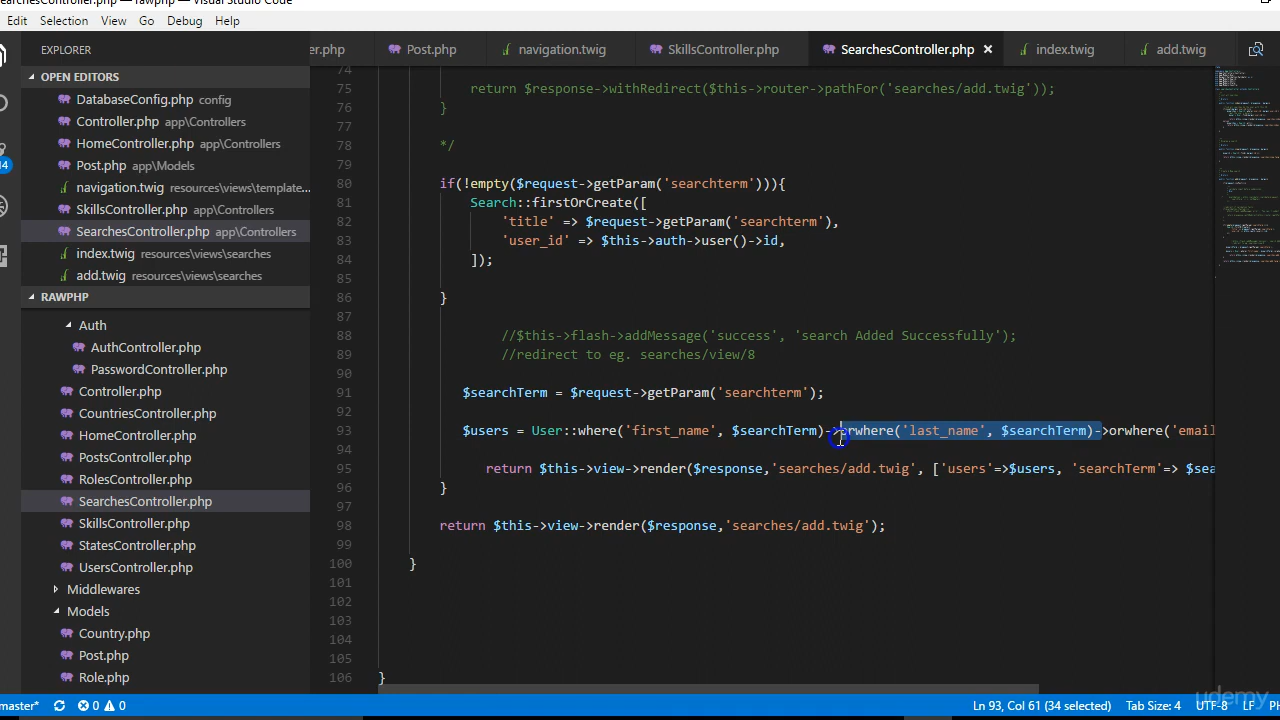 SearchesController.php — rawphp — Visual Studio Code
Edit Selection View Go Debug Help
EXPLORER
er.php Post.php navigation.twig SkillsController.php SearchesController.php × index.twig add.twig
OPEN EDITORS
DatabaseConfig.php config
Controller.php app\Controllers
HomeController.php app\Controllers
Post.php app\Models
navigation.twig resources\views\template...
SkillsController.php app\Controllers
SearchesController.php app\Controllers
index.twig resources\views\searches
add.twig resources\views\searches
RAWPHP
Auth
AuthController.php
PasswordController.php
Controller.php
CountriesController.php
HomeController.php
PostsController.php
RolesController.php
SearchesController.php
SkillsController.php
StatesController.php
UsersController.php
Middlewares
Models
Country.php
Post.php
Role.php
14
74
75 return $response->withRedirect($this->router->pathFor('searches/add.twig'));
76 }
77
78 */
79
80 if(!empty($request->getParam('searchterm'))){
81 Search::firstOrCreate([
82 'title' => $request->getParam('searchterm'),
83 'user_id' => $this->auth->user()->id,
84 ]);
85
86 }
87
88 //$this->flash->addMessage('success', 'search Added Successfully');
89 //redirect to eg. searches/view/8
90
91 $searchTerm = $request->getParam('searchterm');
92
93 $users = User::where('first_name', $searchTerm)->orwhere('last_name', $searchTerm)->orwhere('email
94
95 return $this->view->render($response,'searches/add.twig', ['users'=>$users, 'searchTerm'=> $sea
96 }
97
98 return $this->view->render($response,'searches/add.twig');
99
100 }
101
102
103
104
105
106 }
master* 0 0 Ln 93, Col 61 (34 selected) Tab Size: 4 UTF-8 LF PH
udemy